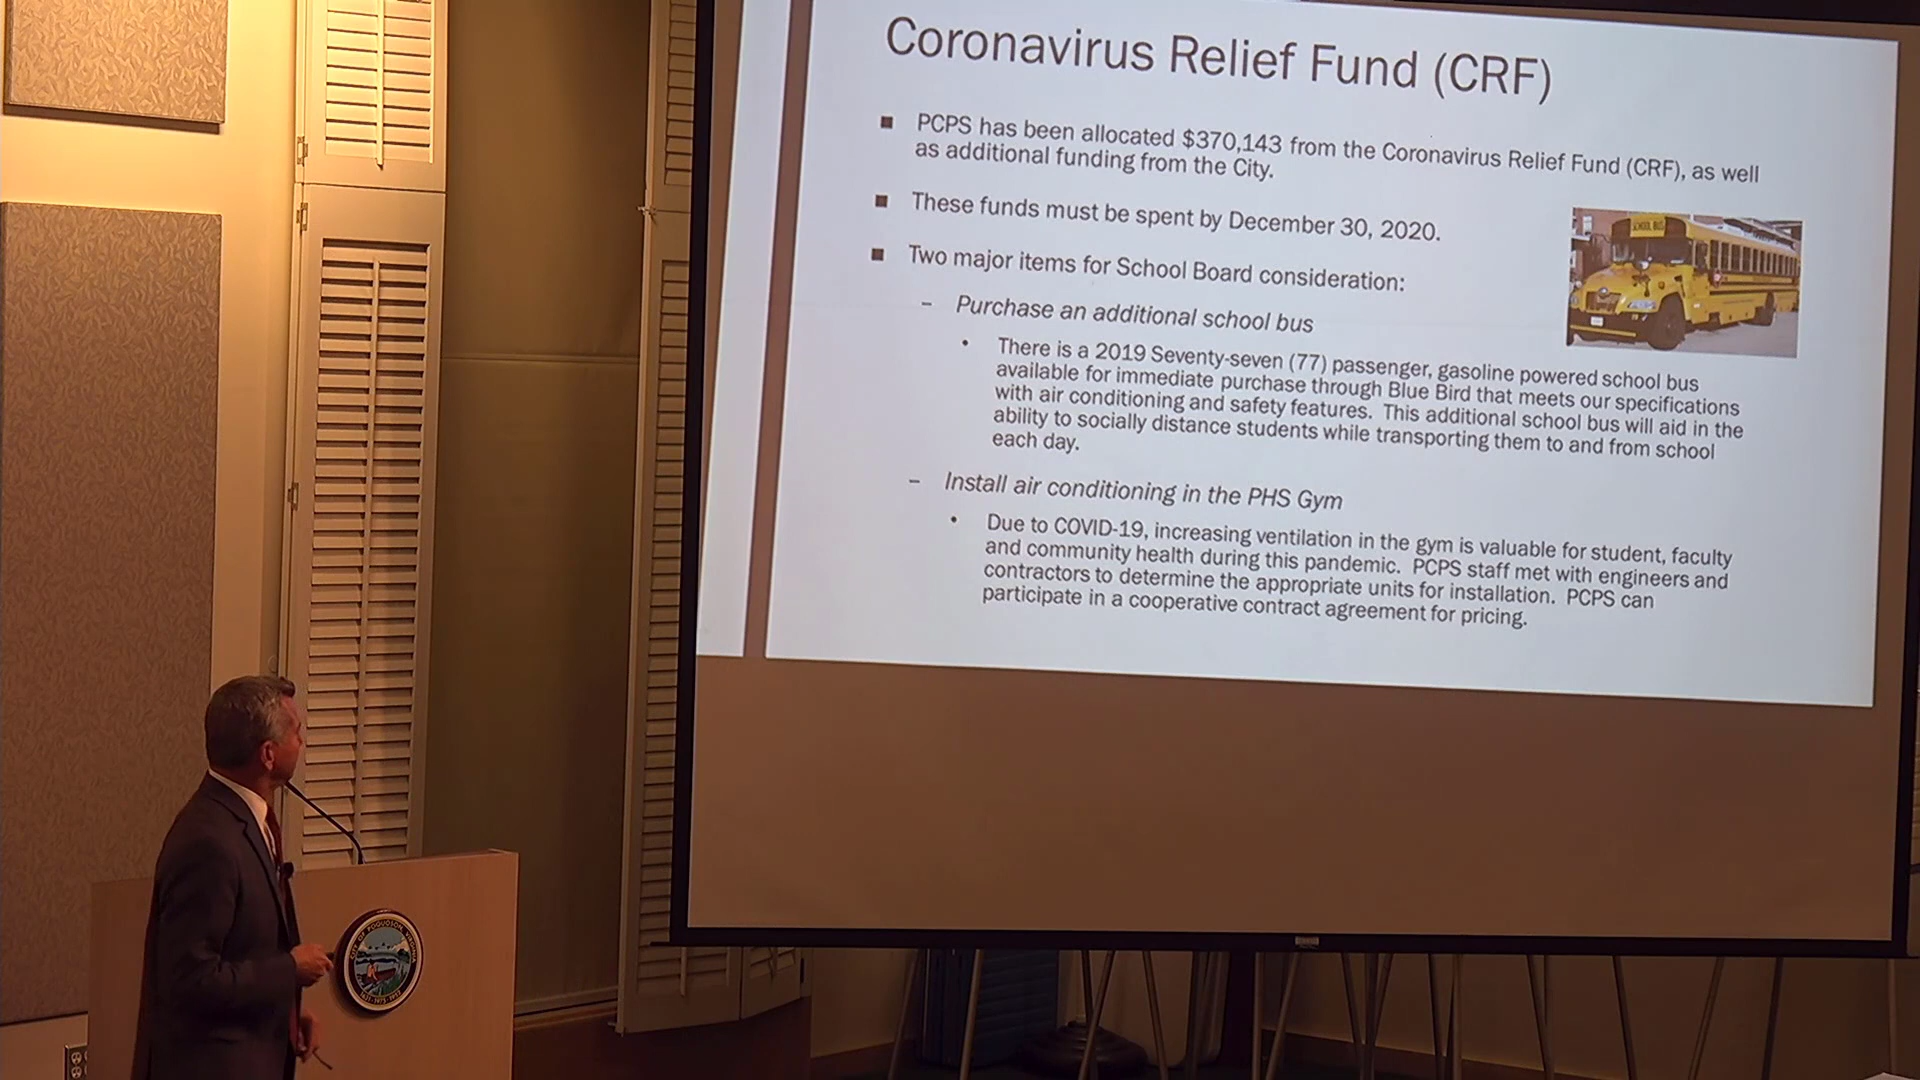 Coronavirus Relief Fund (CRF)
■ PCPS has been allocated $370,143 from the Coronavirus Relief Fund (CRF), as well
as additional funding from the City.
■ These funds must be spent by December 30, 2020.
■ Two major items for School Board consideration:
– Purchase an additional school bus
• There is a 2019 Seventy-seven (77) passenger, gasoline powered school bus
available for immediate purchase through Blue Bird that meets our specifications
with air conditioning and safety features. This additional school bus will aid in the
ability to socially distance students while transporting them to and from school
each day.
– Install air conditioning in the PHS Gym
• Due to COVID-19, increasing ventilation in the gym is valuable for student, faculty
and community health during this pandemic. PCPS staff met with engineers and
contractors to determine the appropriate units for installation. PCPS can
participate in a cooperative contract agreement for pricing.
SCHOOL BUS
CITY OF POQUOSON, VIRGINIA